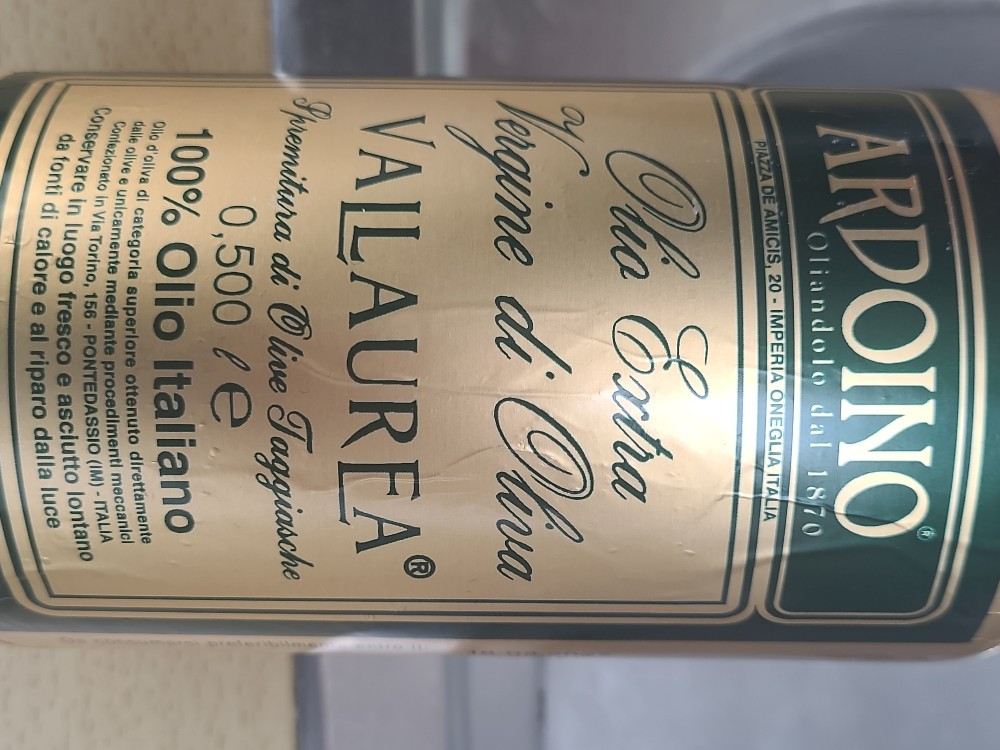 ARDOINO®
Oliandolo dal 1870
PIAZZA DE AMICIS, 20 - IMPERIA ONEGLIA ITALIA
Olio Extra
Vergine di Oliva
VALLAUREA®
Spremitura di Olive Taggiasche
0,500 ℓ e
100% Olio Italiano
Olio d'oliva di categoria superiore ottenuto direttamente
dalle olive e unicamente mediante procedimenti meccanici
Confezionato in Via Torino, 156 - PONTEDASSIO (IM) - ITALIA
Conservare in luogo fresco e asciutto lontano
da fonti di calore e al riparo dalla luce